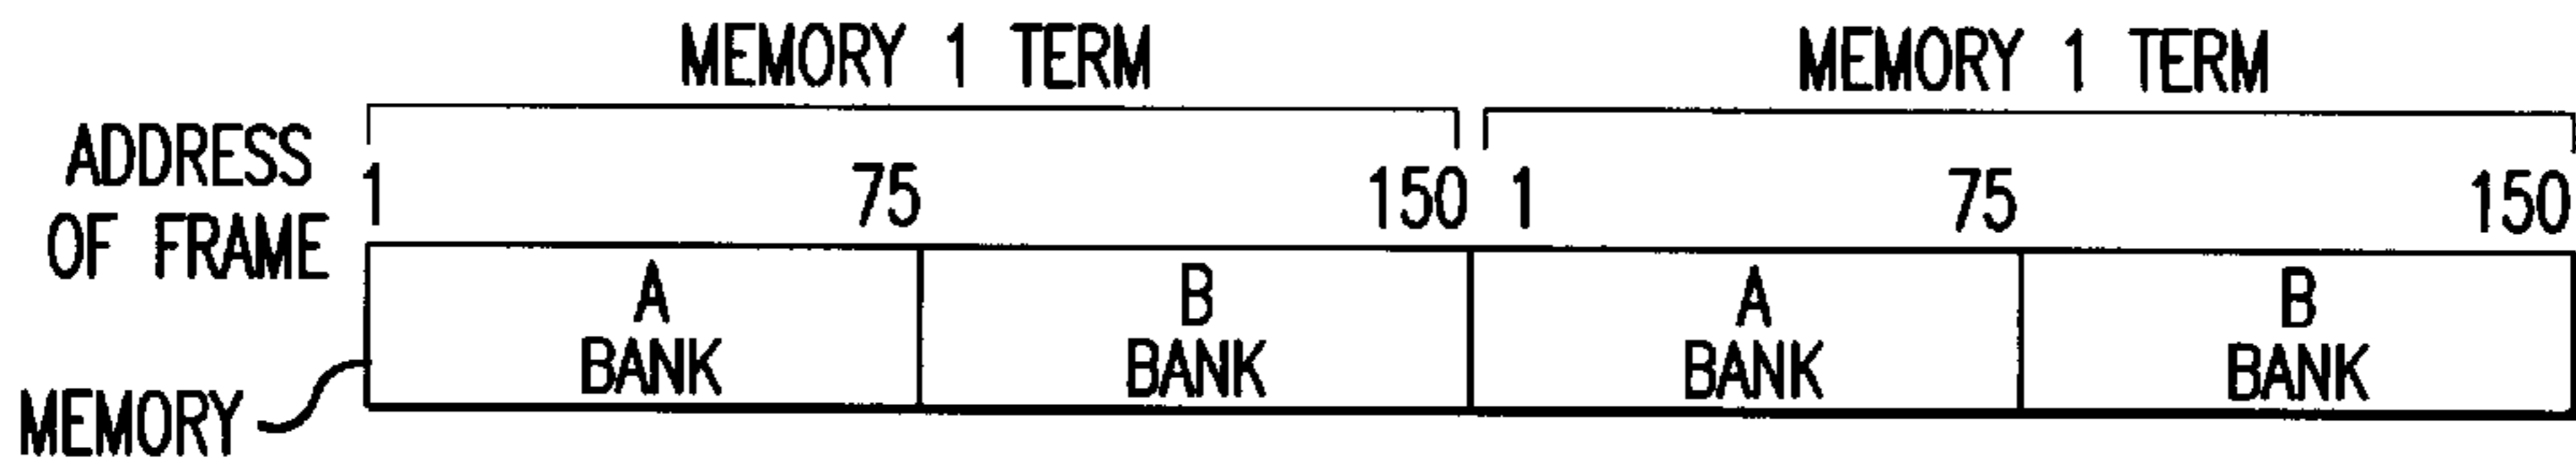 MEMORY 1 TERM MEMORY 1 TERM
ADDRESS
OF FRAME
1 75 150 1 75 150
A B A B
BANK BANK BANK BANK
MEMORY